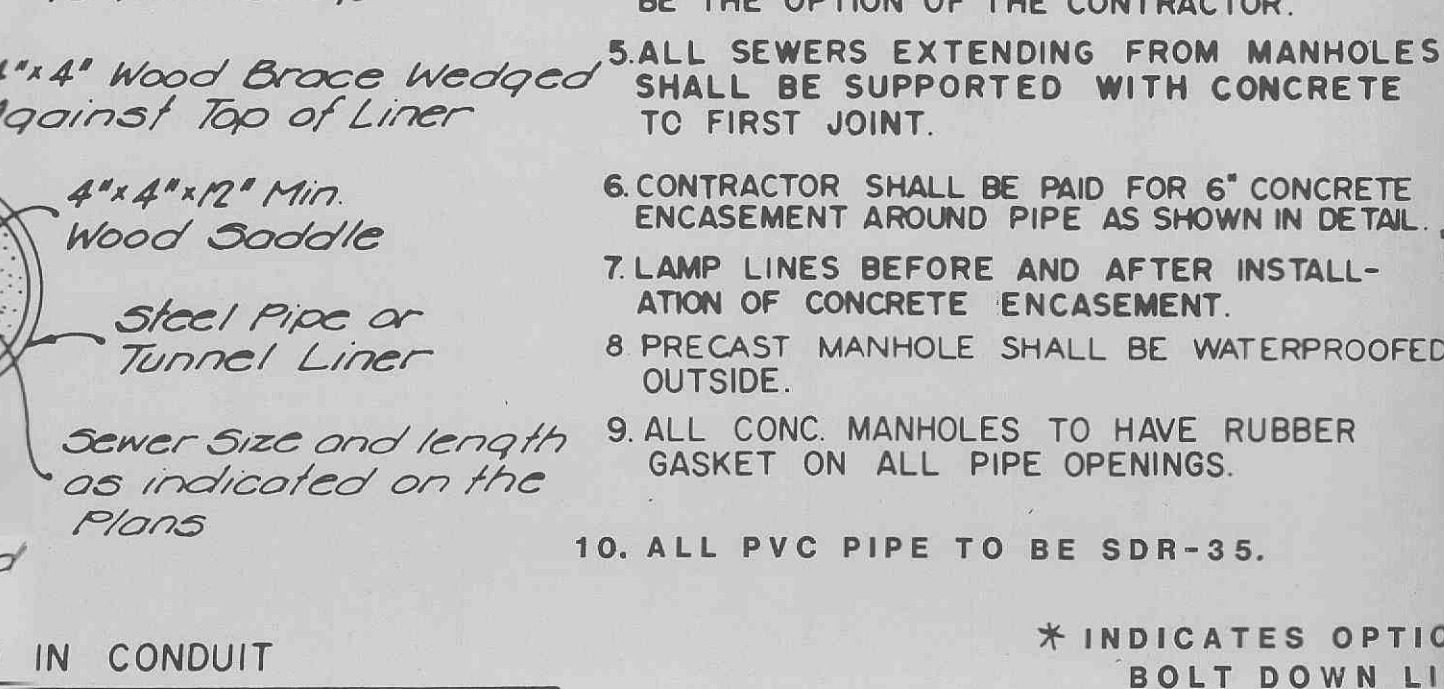 4" Wood Brace Wedged
Against Top of Liner
4"x4"x12" Min.
Wood Saddle
Steel Pipe or
Tunnel Liner
Sewer Size and length
as indicated on the
Plans
IN CONDUIT
BE THE OPTION OF THE CONTRACTOR.
5. ALL SEWERS EXTENDING FROM MANHOLES
SHALL BE SUPPORTED WITH CONCRETE
TO FIRST JOINT.
6. CONTRACTOR SHALL BE PAID FOR 6" CONCRETE
ENCASEMENT AROUND PIPE AS SHOWN IN DETAIL.
7. LAMP LINES BEFORE AND AFTER INSTALL-
ATION OF CONCRETE ENCASEMENT.
8 PRECAST MANHOLE SHALL BE WATERPROOFED
OUTSIDE.
9. ALL CONC. MANHOLES TO HAVE RUBBER
GASKET ON ALL PIPE OPENINGS.
10. ALL PVC PIPE TO BE SDR-35.
* INDICATES
BOLT DOWN